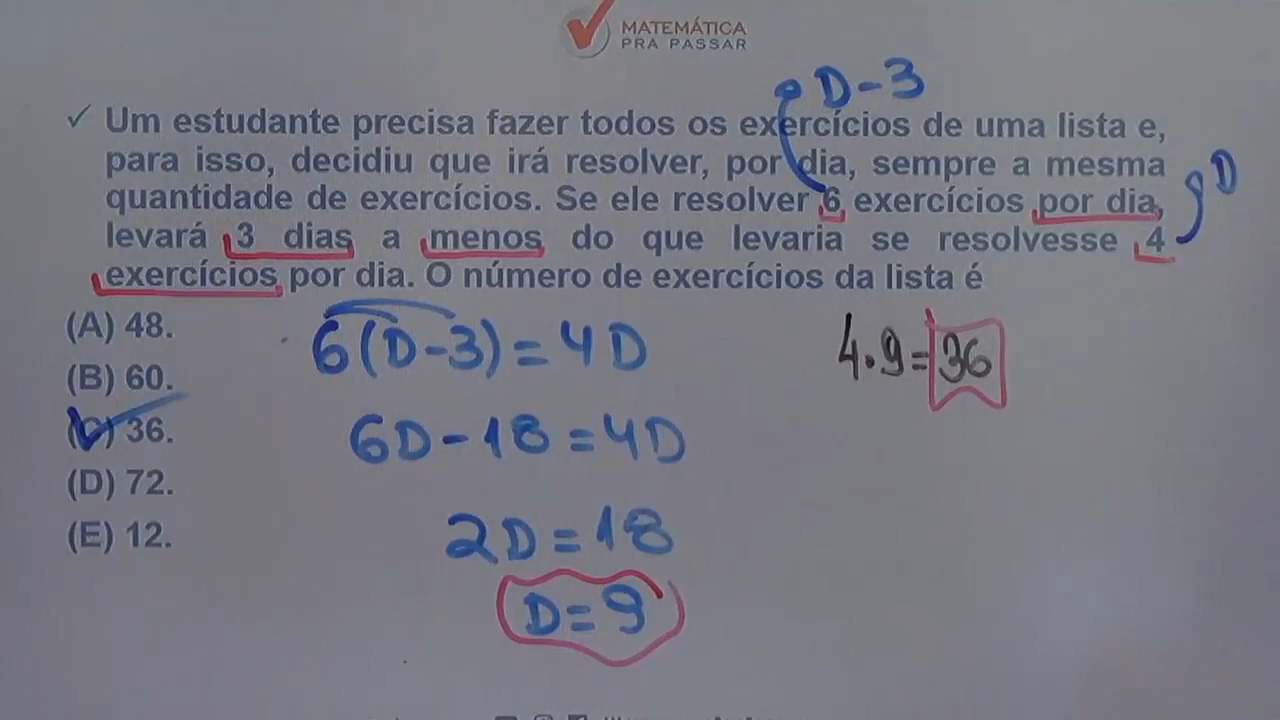 MATEMÁTICA
PRA PASSAR
D-3
✓ Um estudante precisa fazer todos os exercícios de uma lista e,
para isso, decidiu que irá resolver, por dia, sempre a mesma
D
quantidade de exercícios. Se ele resolver 6 exercícios por dia,
levará 3 dias a menos do que levaria se resolvesse 4
exercícios por dia. O número de exercícios da lista é
(A) 48.
6(D-3)=4D
4.9=36
(B) 60.
(C) 36.
6D-18=4D
(D) 72.
(E) 12.
2D=18
D=9